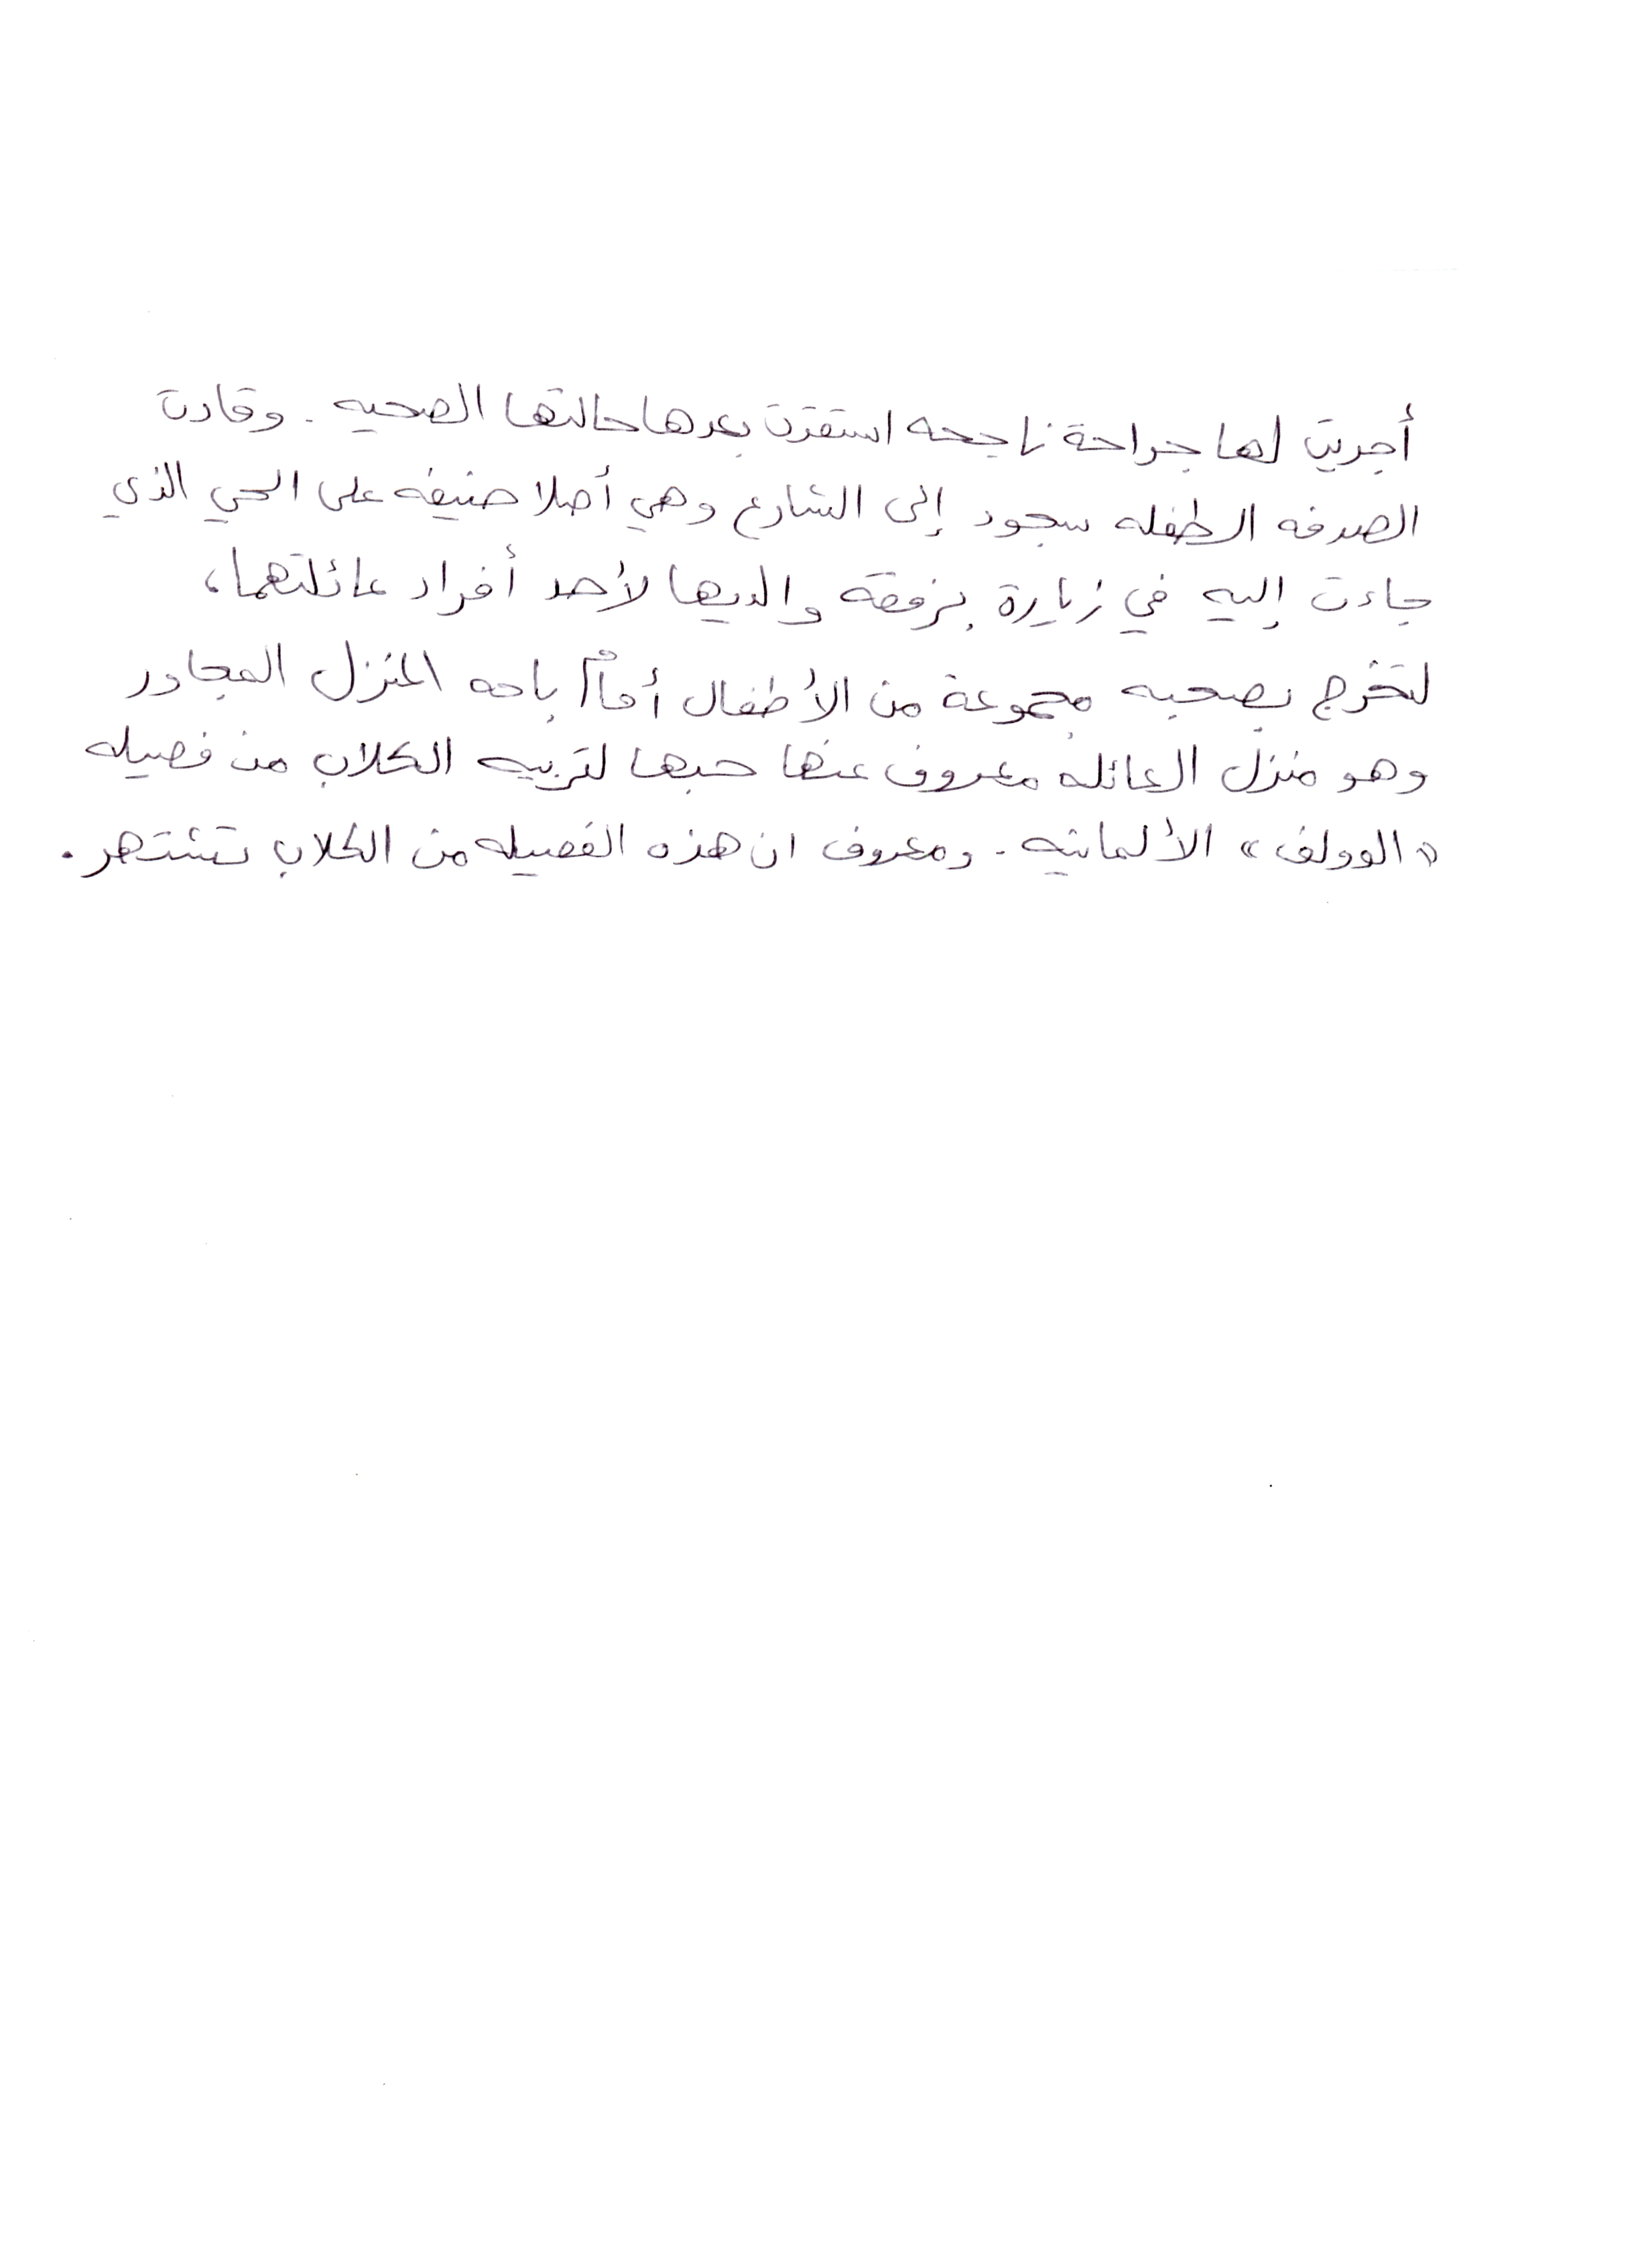 أجريت لها جراحة ناجحه استقرت بعدها حالتها الصحيه. وقادت
الصدفه الطفله سجود إلى الشارع وهي أصلا ضيفه على الحي الذي
جاءت إليه في زيارة برفقة والديها لأحد أفراد عائلتهما،
لتخرج بصحبه مجموعة من الأطفال أمام باحه المنزل المجاور
وهو منزل العائله معروف عنها حبها لتربيه الكلاب من فصيله
«الوولف» الألمانيه. ومعروف ان هذه الفصيله من الكلاب تشتهر.